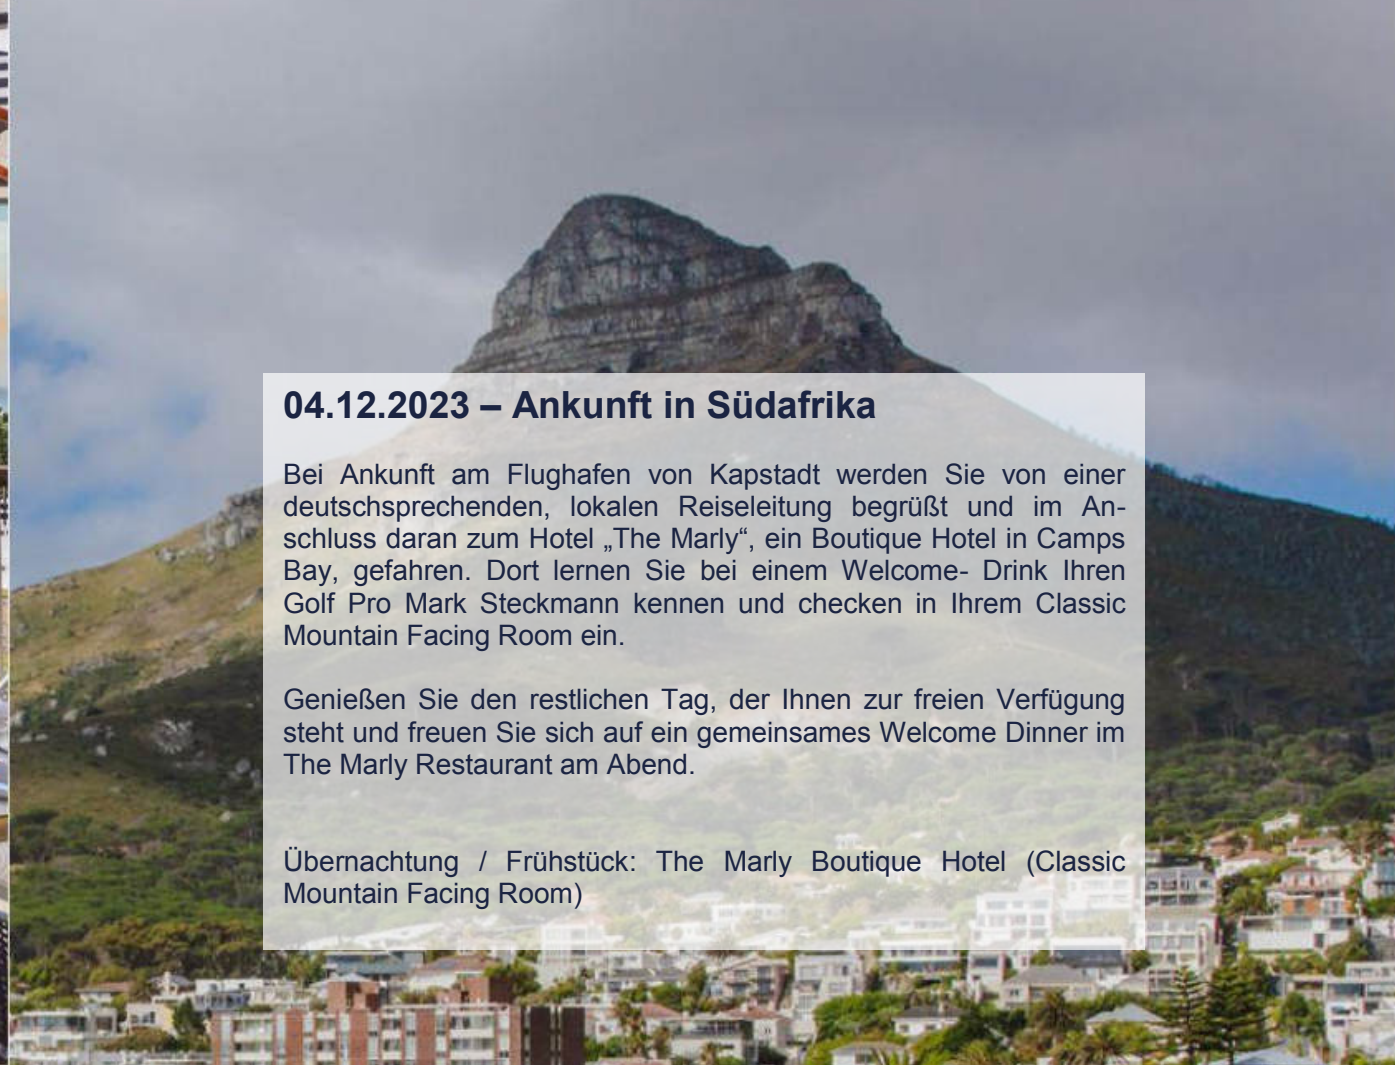 04.12.2023 – Ankunft in Südafrika
Bei Ankunft am Flughafen von Kapstadt werden Sie von einer
deutschsprechenden, lokalen Reiseleitung begrüßt und im An-
schluss daran zum Hotel „The Marly“, ein Boutique Hotel in Camps
Bay, gefahren. Dort lernen Sie bei einem Welcome- Drink Ihren
Golf Pro Mark Steckmann kennen und checken in Ihrem Classic
Mountain Facing Room ein.
Genießen Sie den restlichen Tag, der Ihnen zur freien Verfügung
steht und freuen Sie sich auf ein gemeinsames Welcome Dinner im
The Marly Restaurant am Abend.
Übernachtung / Frühstück: The Marly Boutique Hotel (Classic
Mountain Facing Room)